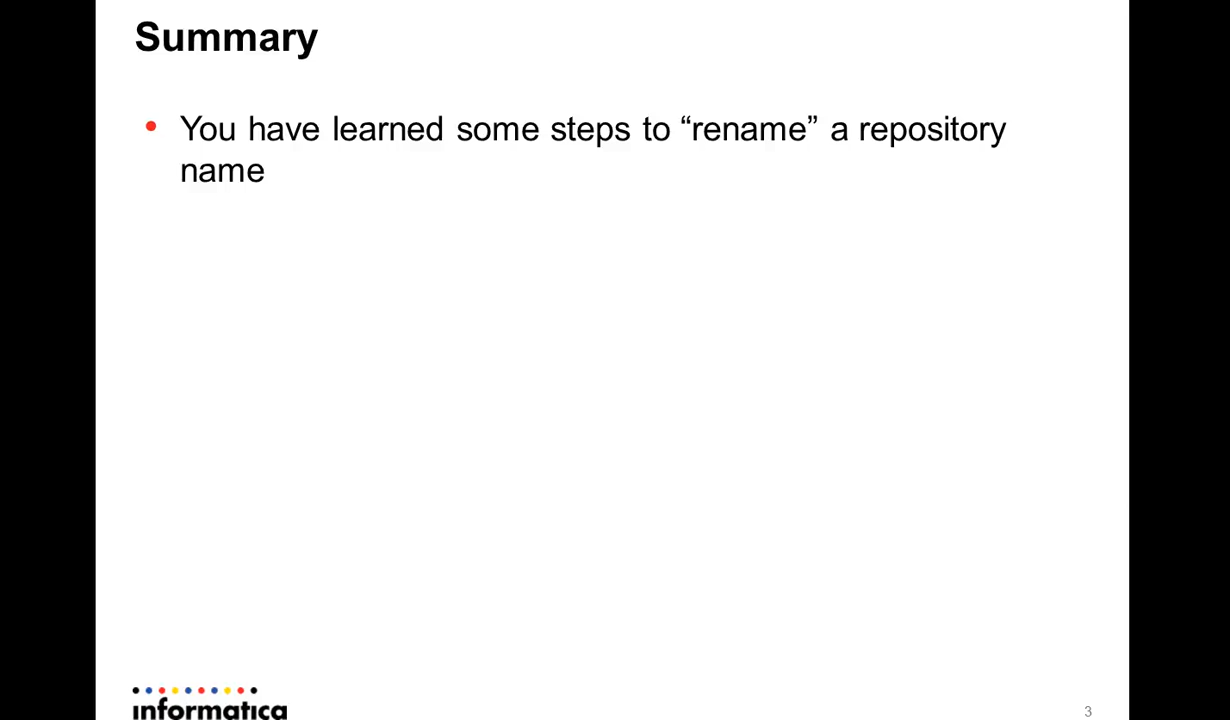 Summary
• You have learned some steps to “rename” a repository
name
informatica
3